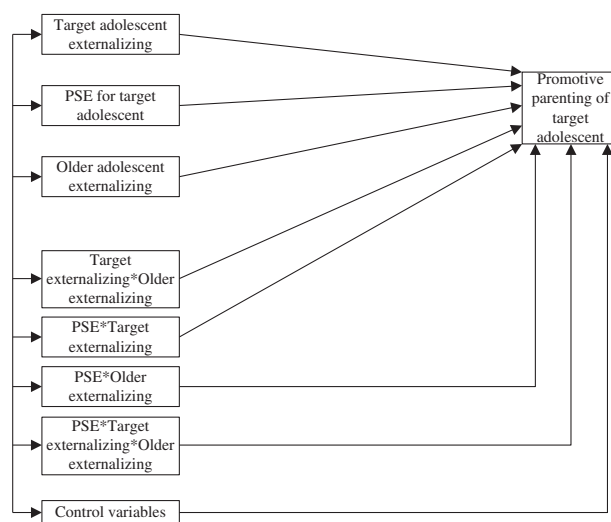 Target adolescent
externalizing
PSE for target
adolescent
Older adolescent
externalizing
Target
externalizing*Older
externalizing
PSE*Target
externalizing
PSE*Older
externalizing
PSE*Target
externalizing*Older
externalizing
Control variables
Promotive
parenting of
target
adolescent